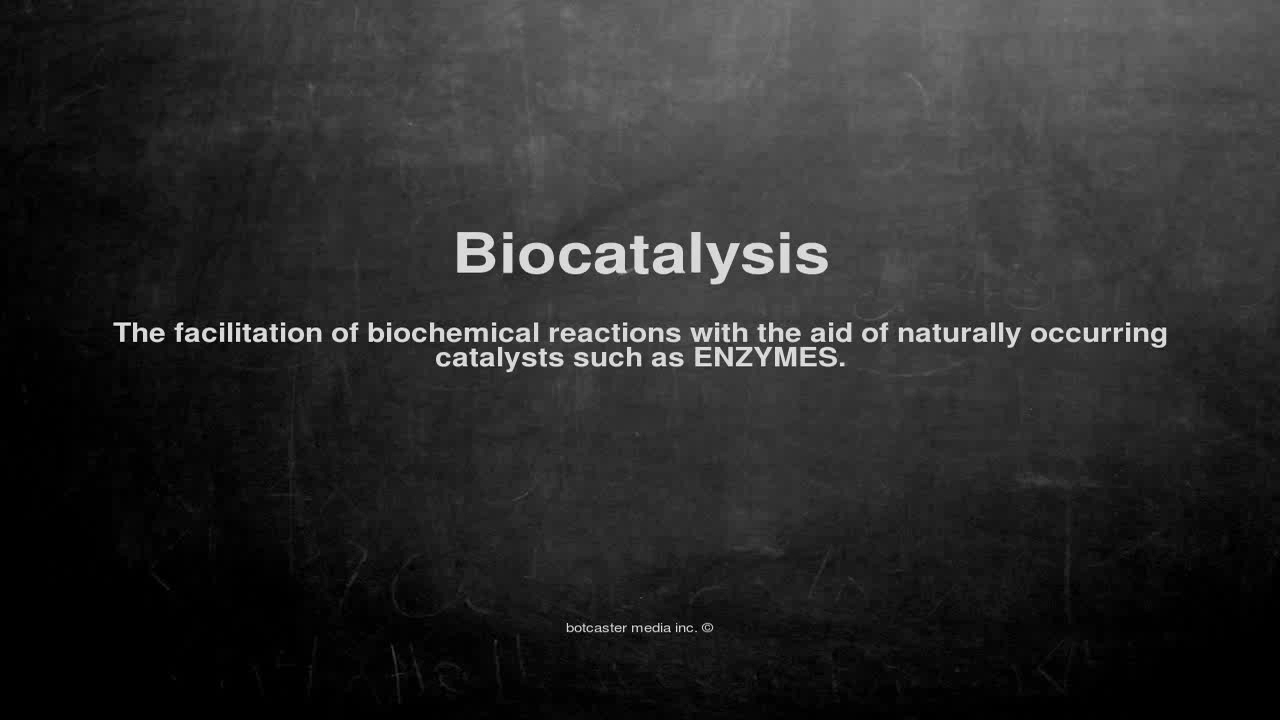 Biocatalysis
The facilitation of biochemical reactions with the aid of naturally occurring
catalysts such as ENZYMES.
botcaster media inc. ©